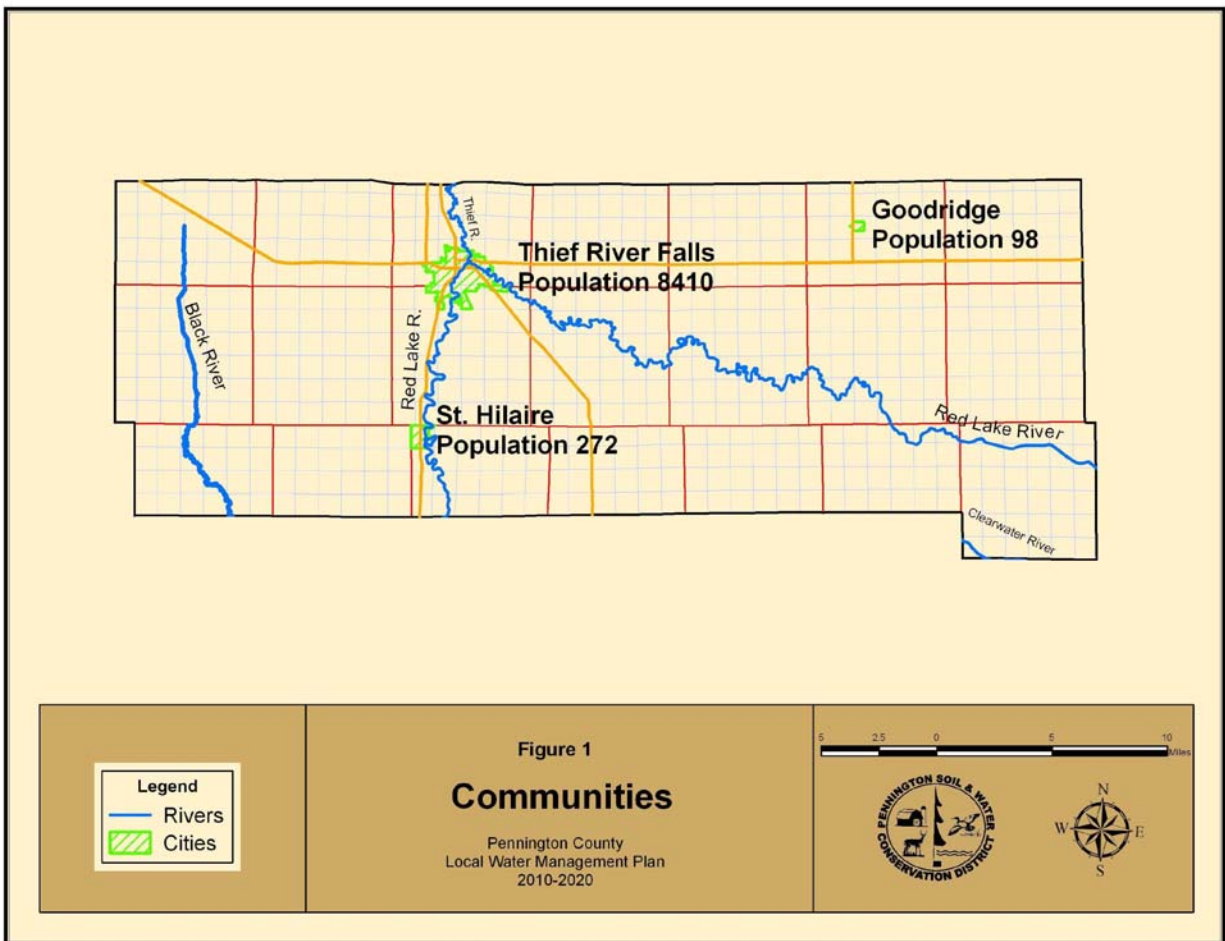 Thief R.
Goodridge
Population 98
Thief River Falls
Population 8410
Black River
Red Lake R.
St. Hilaire
Population 272
Red Lake River
Clearwater River
Legend
Rivers
Cities
Figure 1
Communities
Pennington County
Local Water Management Plan
2010-2020
5 2.5 0 5 10
Miles
PENNINGTON SOIL & WATER
CONSERVATION DISTRICT
N
W E
S